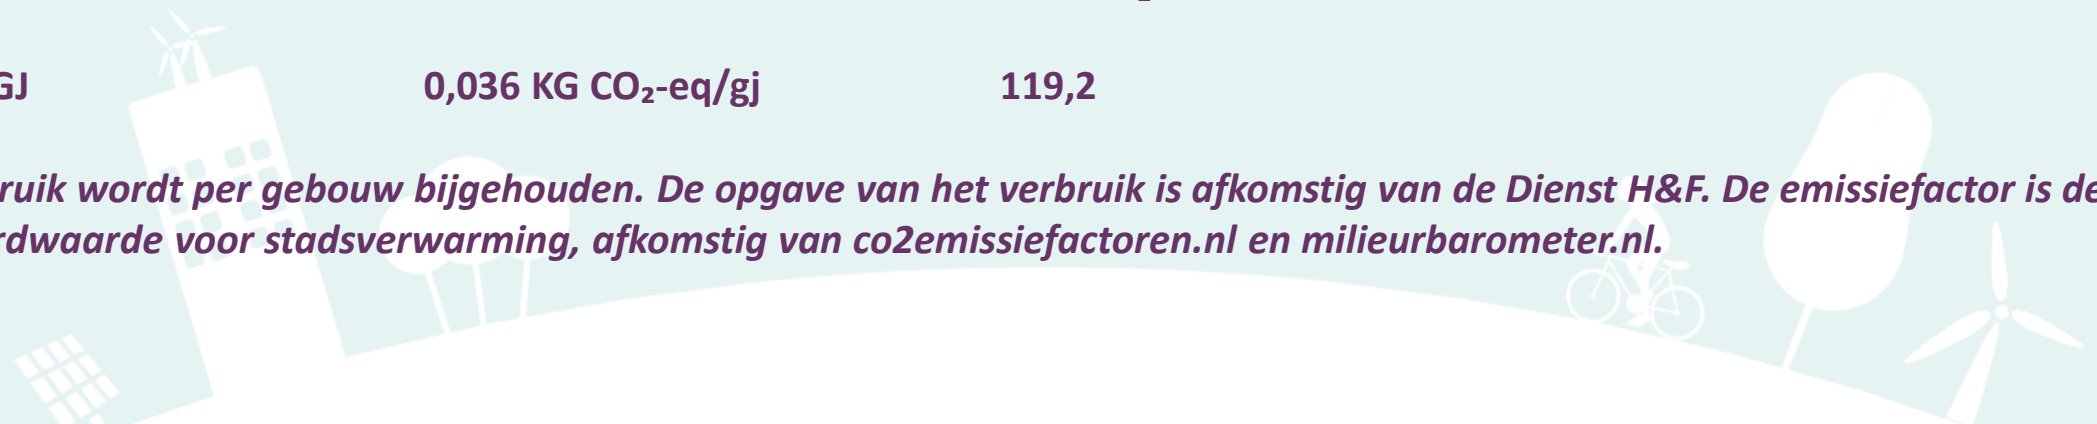 GJ 0,036 KG CO₂-eq/gj 119,2
ruik wordt per gebouw bijgehouden. De opgave van het verbruik is afkomstig van de Dienst H&F. De emissiefactor is de
rdwaarde voor stadsverwarming, afkomstig van co2emissiefactoren.nl en milieurbarometer.nl.